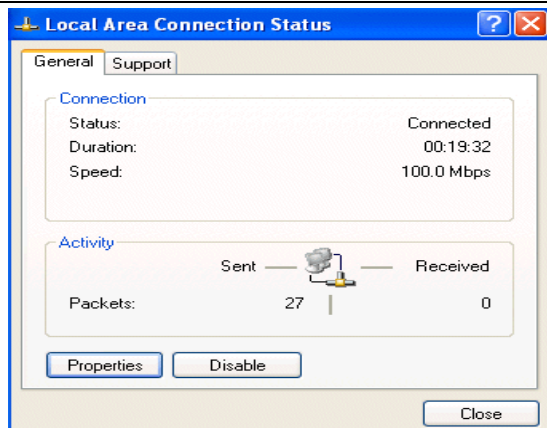 Local Area Connection Status
General Support
Connection
Status: Connected
Duration: 00:19:32
Speed: 100.0 Mbps
Activity
Sent Received
Packets: 27 0
Properties Disable
Close